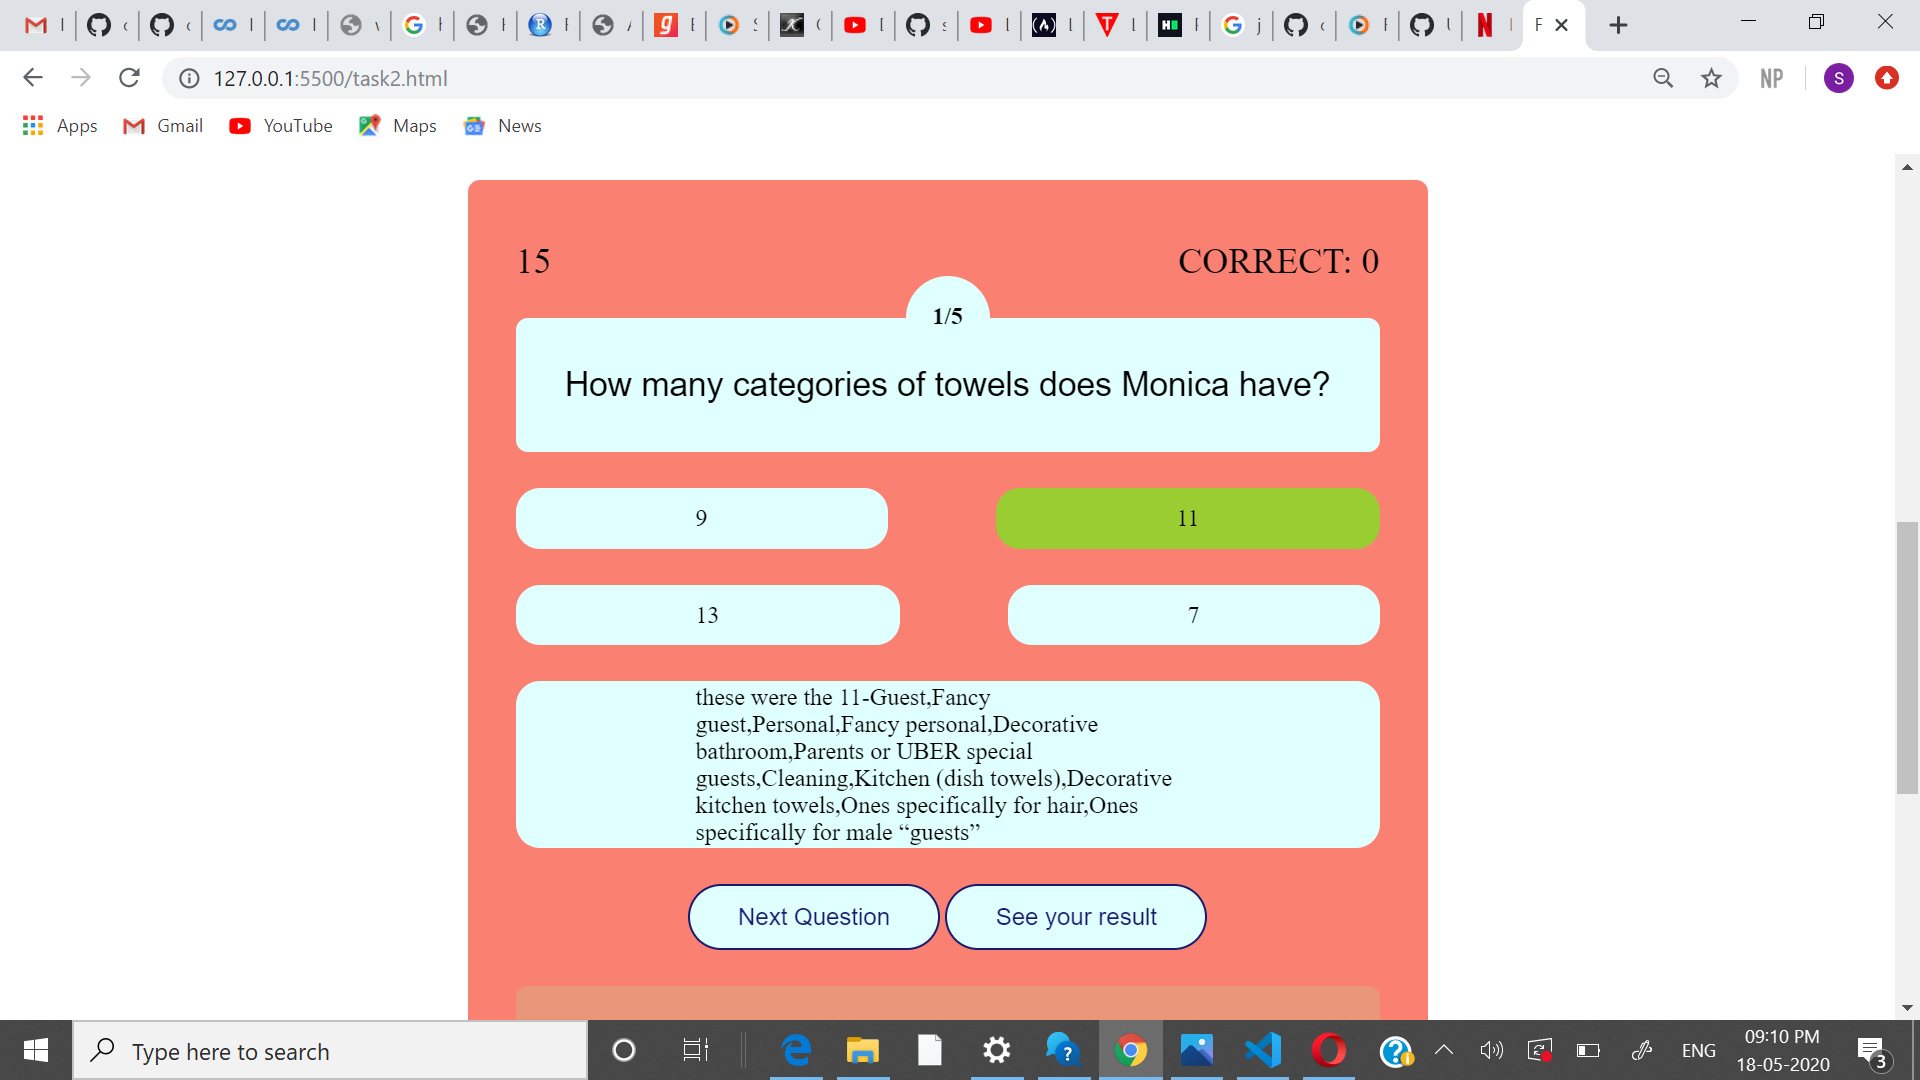 127.0.0.1:5500/task2.html
NP
S
Apps
Gmail
YouTube
Maps
News
15
CORRECT: 0
1/5
How many categories of towels does Monica have?
9
11
13
7
these were the 11-Guest,Fancy
guest,Personal,Fancy personal,Decorative
bathroom,Parents or UBER special
guests,Cleaning,Kitchen (dish towels),Decorative
kitchen towels,Ones specifically for hair,Ones
specifically for male “guests”
Next Question
See your result
Type here to search
ENG
09:10 PM
18-05-2020
3